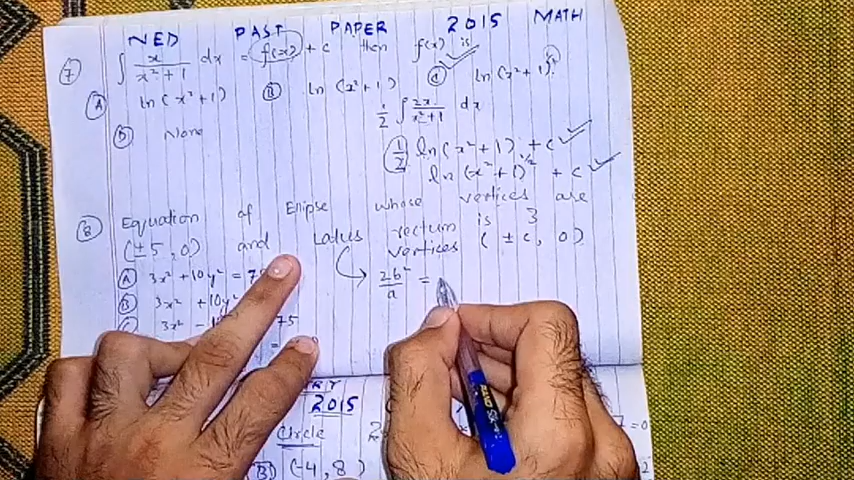 NED PAST PAPER 2015 MATH
7 ∫ x/(x²+1) dx = f(x) + c then f(x) is
A ln(x²+1) B ln(x²+1) C ln(x²+1)^1/2
D None
1/2 ∫ 2x/(x²+1) dx
1/2 ln(x²+1) + c
ln(x²+1)^1/2 + c
8 Equation of Ellipse whose vertices are
(±5,0) and Latus rectum is 3
vertices (±c, 0)
A 3x² + 10y² = 7
2b²/a =
B 3x² + 10y²
C 3x² - 75
=
2015
Circle
(B) (-4, 8)